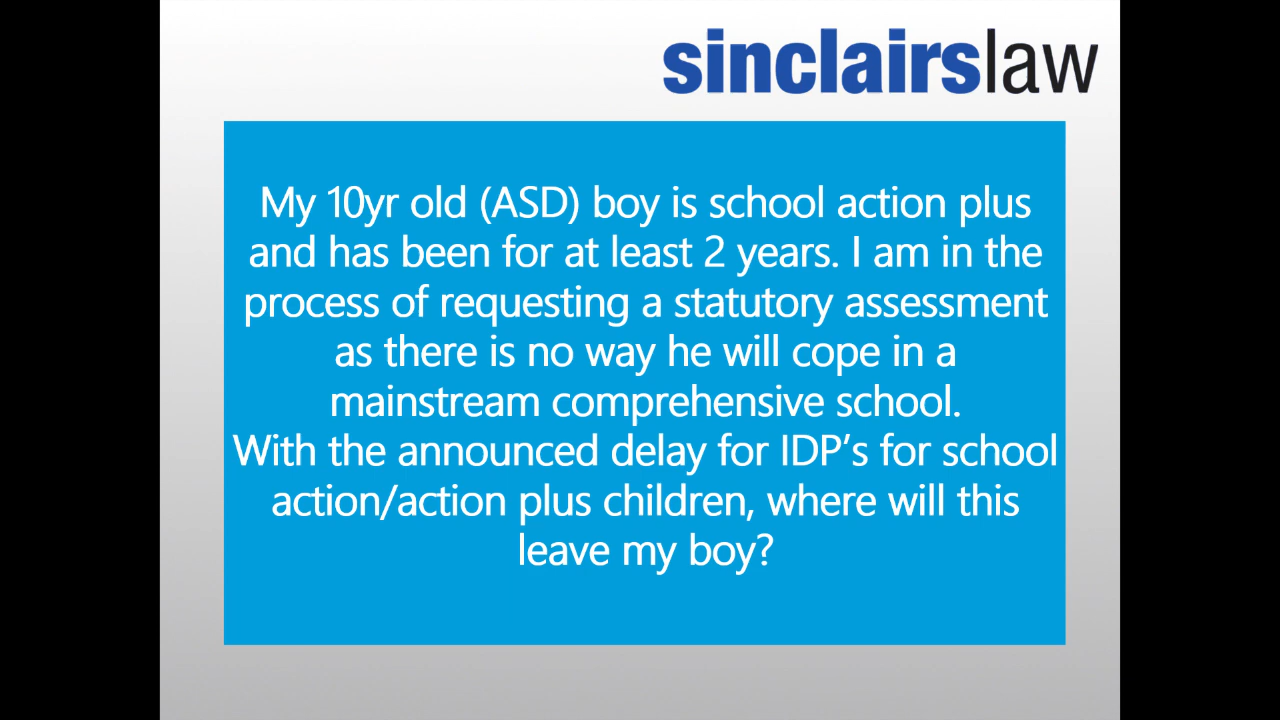 sinclairslaw
My 10yr old (ASD) boy is school action plus
and has been for at least 2 years. I am in the
process of requesting a statutory assessment
as there is no way he will cope in a
mainstream comprehensive school.
With the announced delay for IDP’s for school
action/action plus children, where will this
leave my boy?